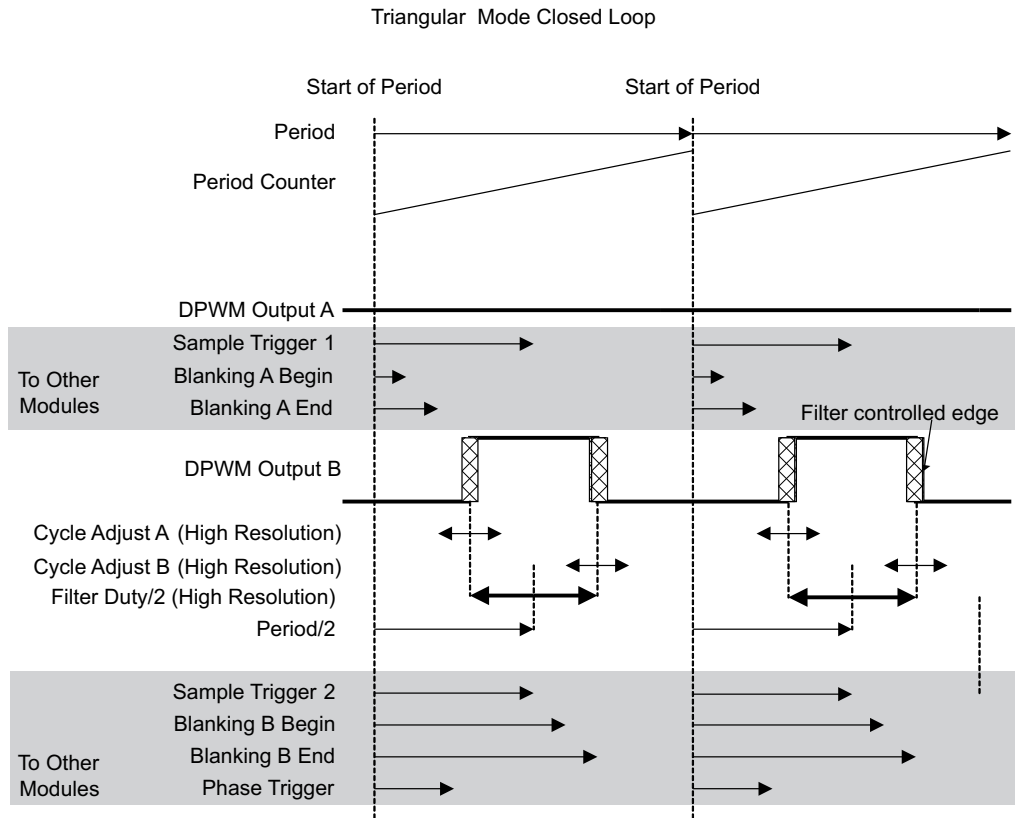 Triangular Mode Closed Loop
Start of Period
Start of Period
Period
Period Counter
DPWM Output A
Sample Trigger 1
Blanking A Begin
Blanking A End
To Other
Modules
Filter controlled edge
DPWM Output B
Cycle Adjust A (High Resolution)
Cycle Adjust B (High Resolution)
Filter Duty/2 (High Resolution)
Period/2
Sample Trigger 2
Blanking B Begin
Blanking B End
Phase Trigger
To Other
Modules